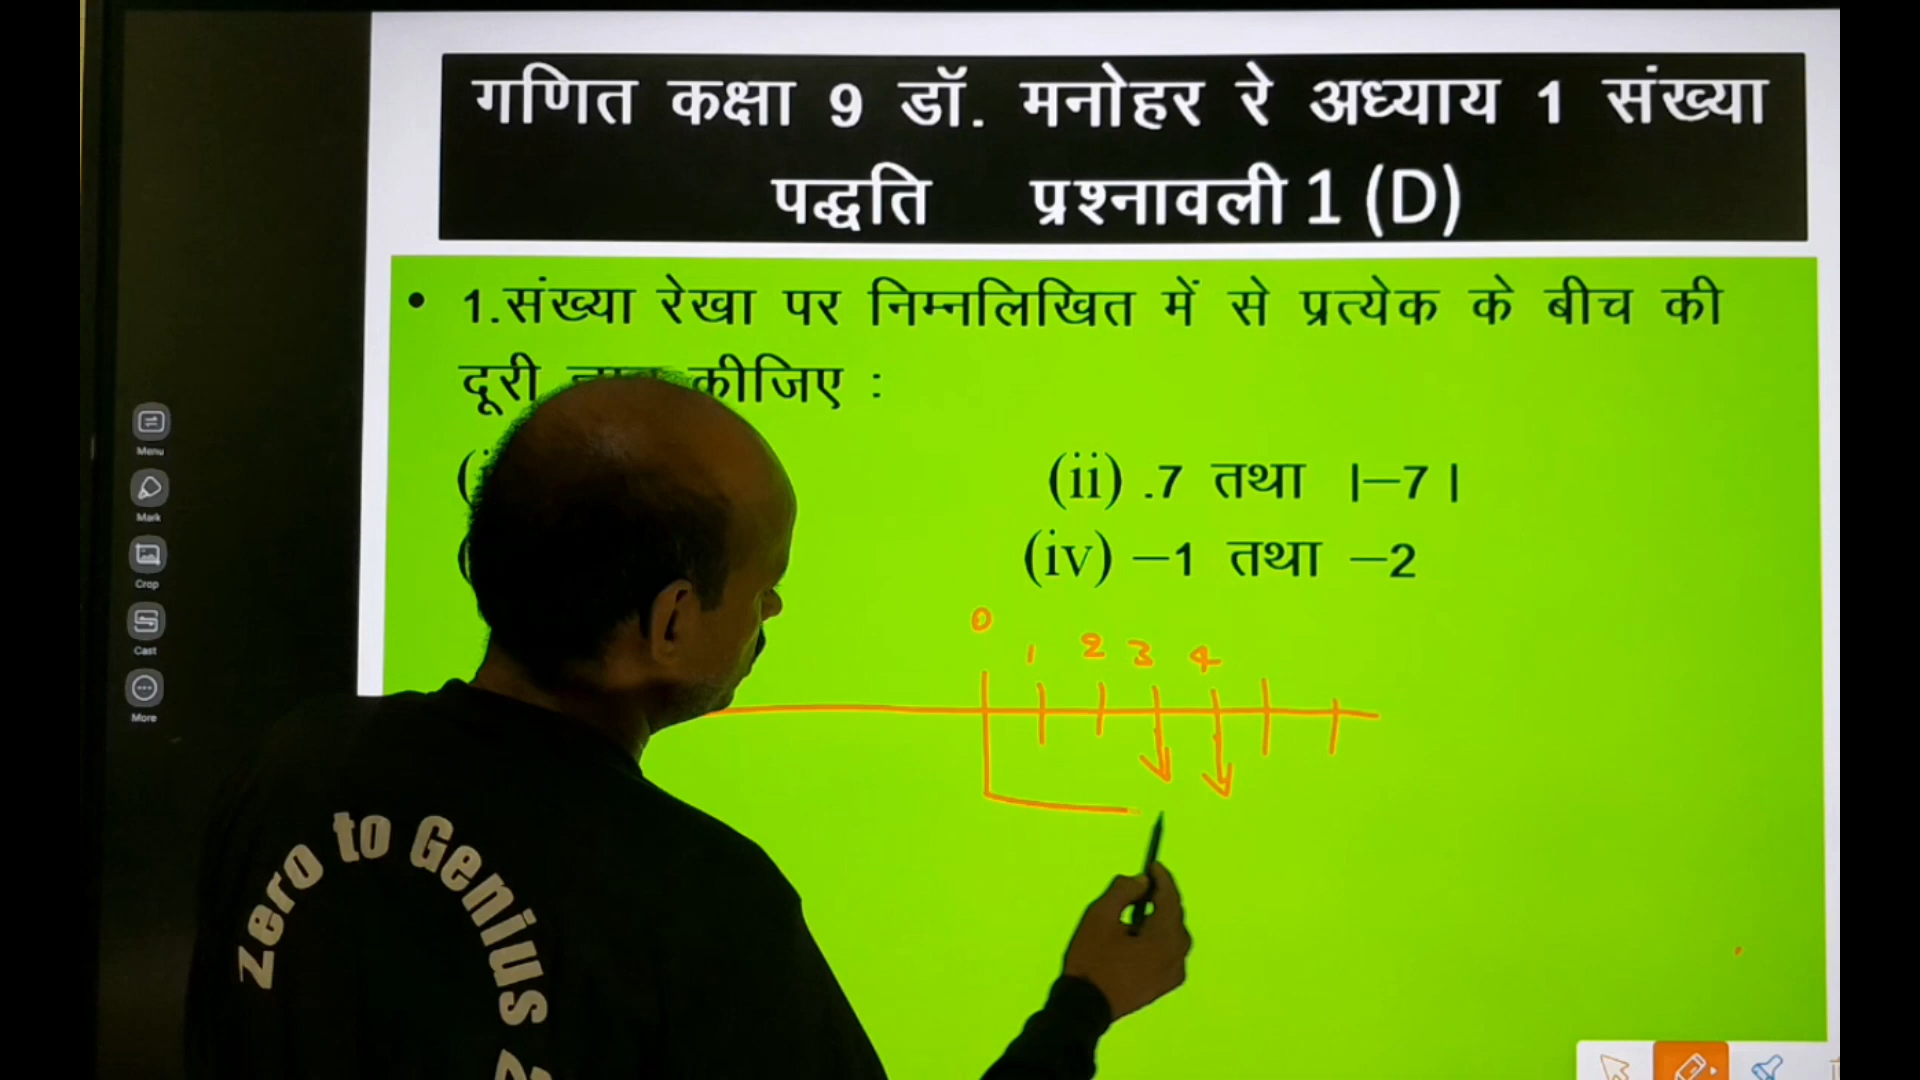 गणित कक्षा 9 डॉ. मनोहर रे अध्याय 1 संख्या
पद्धति प्रश्नावली 1 (D)
• 1.संख्या रेखा पर निम्नलिखित में से प्रत्येक के बीच की
दूरी कीजिए :
(ii) .7 तथा |–7|
(iv) –1 तथा –2
0 1 2 3 4
Menu
Mark
Crop
Cast
More
zero to Genius